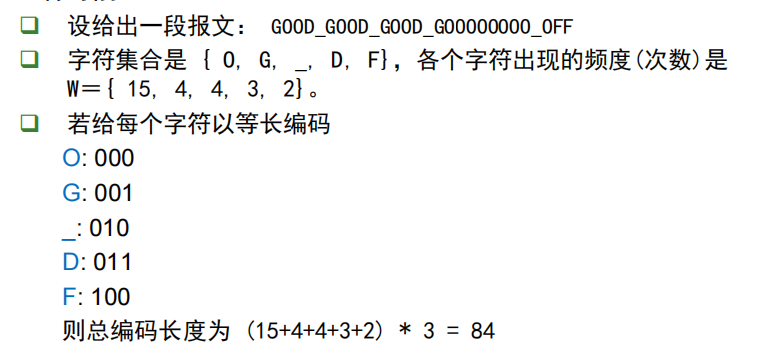 设给出一段报文： GOOD_GOOD_GOOD_GOOOOOOOO_OFF
字符集合是 { O, G, _, D, F}，各个字符出现的频度(次数)是
W＝{ 15, 4, 4, 3, 2}。
若给每个字符以等长编码
O: 000
G: 001
_: 010
D: 011
F: 100
则总编码长度为 (15+4+4+3+2) * 3 = 84